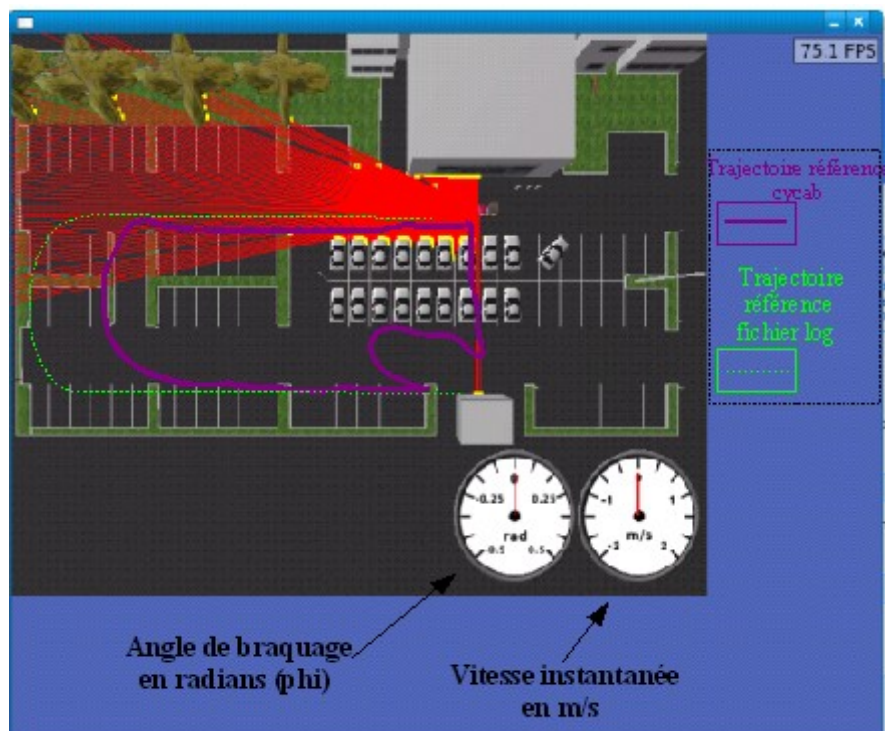 75.1 FPS
Trajectoire référence
cycab
Trajectoire
référence
fichier log
0
-0.25 0.25
rad
-0.5 0.5
-1 1
m/s
-2 2
Angle de braquage
en radians (phi)
Vitesse instantanée
en m/s